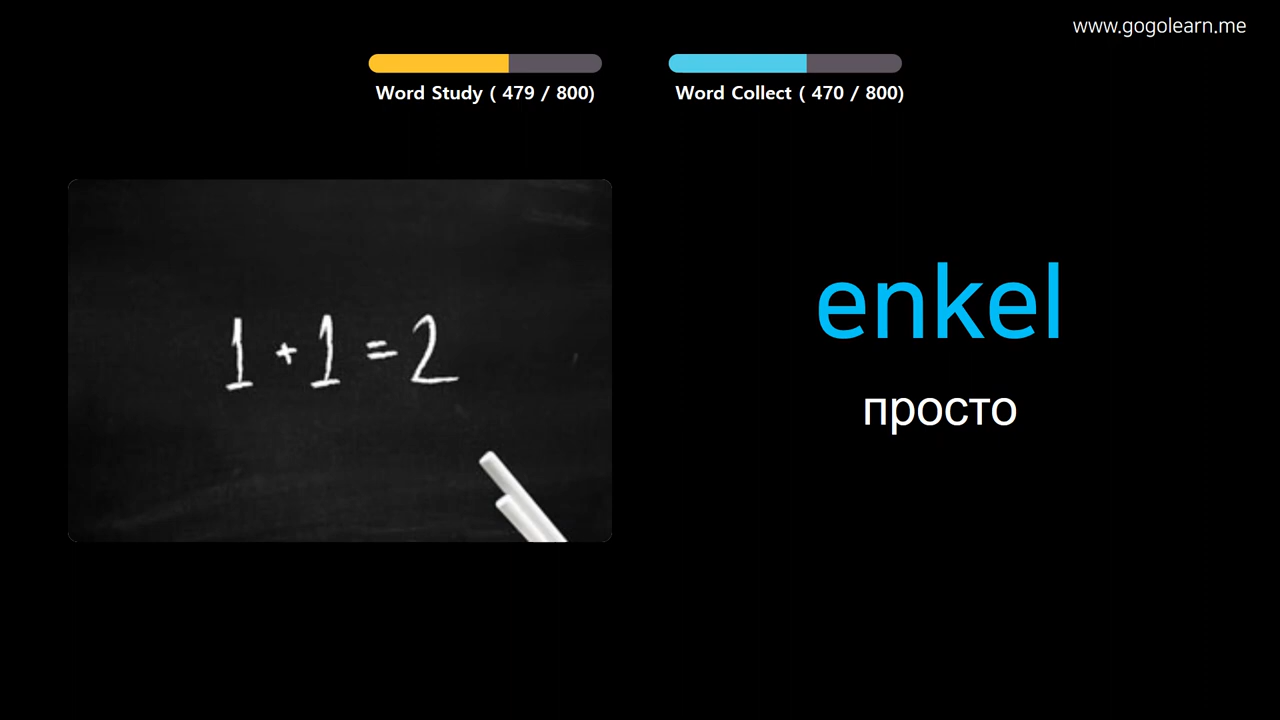 www.gogolearn.me
Word Study ( 479 / 800)
Word Collect ( 470 / 800)
1 + 1 = 2
enkel
просто